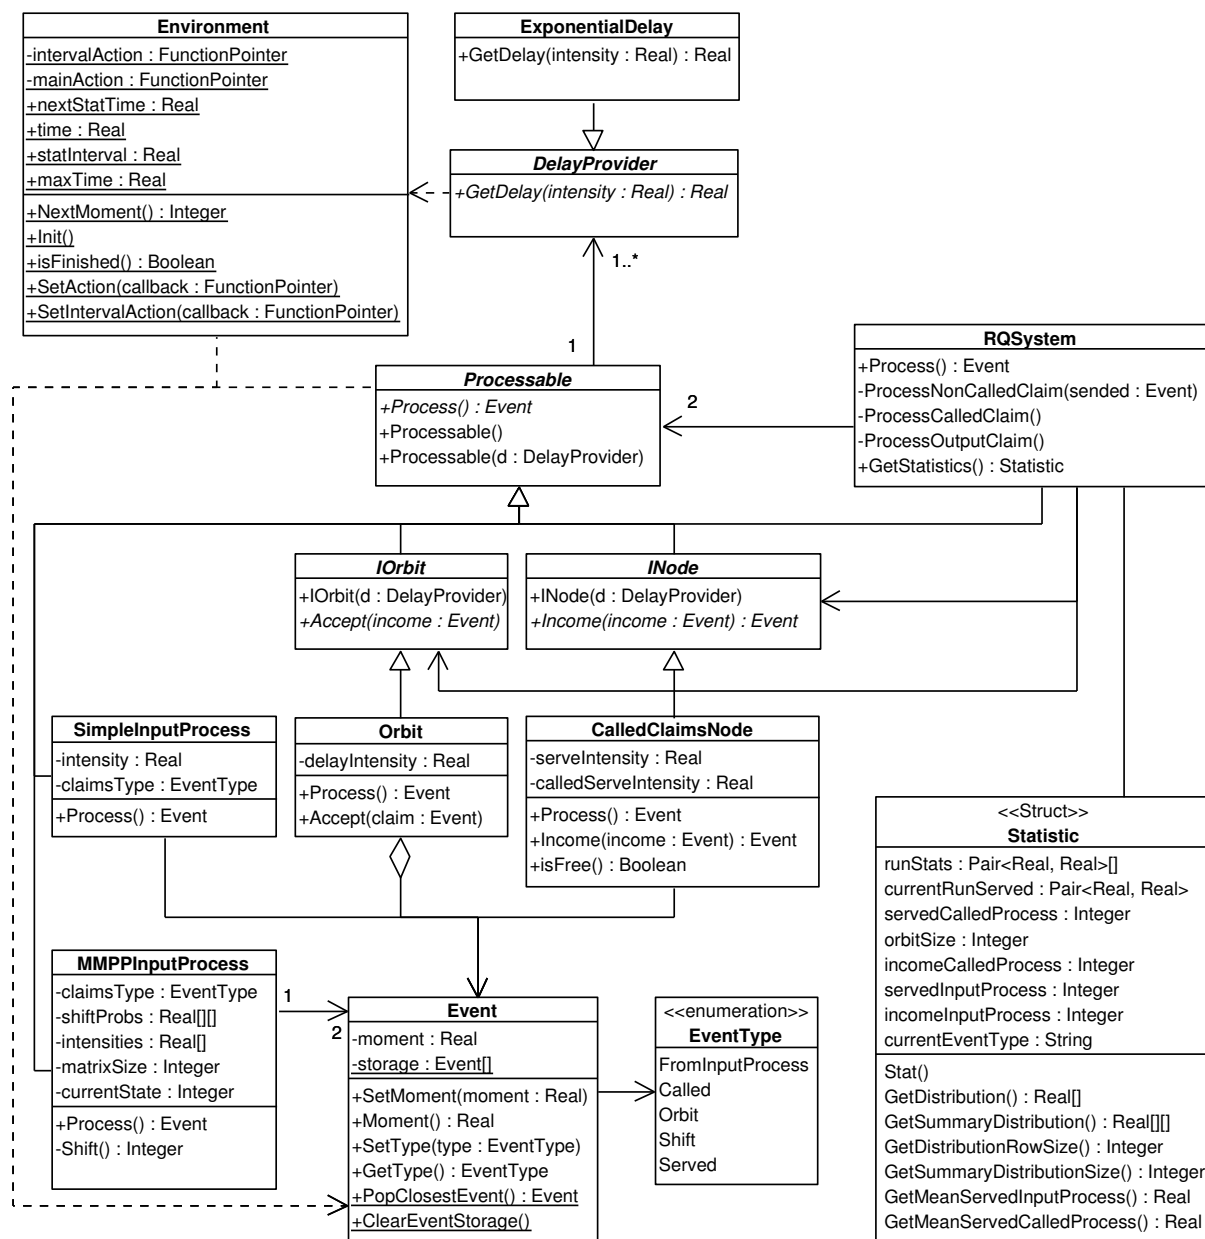 Environment
-intervalAction : FunctionPointer
-mainAction : FunctionPointer
+nextStatTime : Real
+time : Real
+statInterval : Real
+maxTime : Real
+NextMoment() : Integer
+Init()
+isFinished() : Boolean
+SetAction(callback : FunctionPointer)
+SetIntervalAction(callback : FunctionPointer)
ExponentialDelay
+GetDelay(intensity : Real) : Real
DelayProvider
+GetDelay(intensity : Real) : Real
1..*
1
Processable
+Process() : Event
+Processable()
+Processable(d : DelayProvider)
2
RQSystem
+Process() : Event
-ProcessNonCalledClaim(sended : Event)
-ProcessCalledClaim()
-ProcessOutputClaim()
+GetStatistics() : Statistic
IOrbit
+IOrbit(d : DelayProvider)
+Accept(income : Event)
INode
+INode(d : DelayProvider)
+Income(income : Event) : Event
SimpleInputProcess
-intensity : Real
-claimsType : EventType
+Process() : Event
Orbit
-delayIntensity : Real
+Process() : Event
+Accept(claim : Event)
CalledClaimsNode
-serveIntensity : Real
-calledServeIntensity : Real
+Process() : Event
+Income(income : Event) : Event
+isFree() : Boolean
<<Struct>>
Statistic
runStats : Pair<Real, Real>[]
currentRunServed : Pair<Real, Real>
servedCalledProcess : Integer
orbitSize : Integer
incomeCalledProcess : Integer
servedInputProcess : Integer
incomeInputProcess : Integer
currentEventType : String
Stat()
GetDistribution() : Real[]
GetSummaryDistribution() : Real[][]
GetDistributionRowSize() : Integer
GetSummaryDistributionSize() : Integer
GetMeanServedInputProcess() : Real
GetMeanServedCalledProcess() : Real
MMPPInputProcess
-claimsType : EventType
-shiftProbs : Real[][]
-intensities : Real[]
-matrixSize : Integer
-currentState : Integer
+Process() : Event
-Shift() : Integer
1
2
Event
-moment : Real
-storage : Event[]
+SetMoment(moment : Real)
+Moment() : Real
+SetType(type : EventType)
+GetType() : EventType
+PopClosestEvent() : Event
+ClearEventStorage()
<<enumeration>>
EventType
FromInputProcess
Called
Orbit
Shift
Served